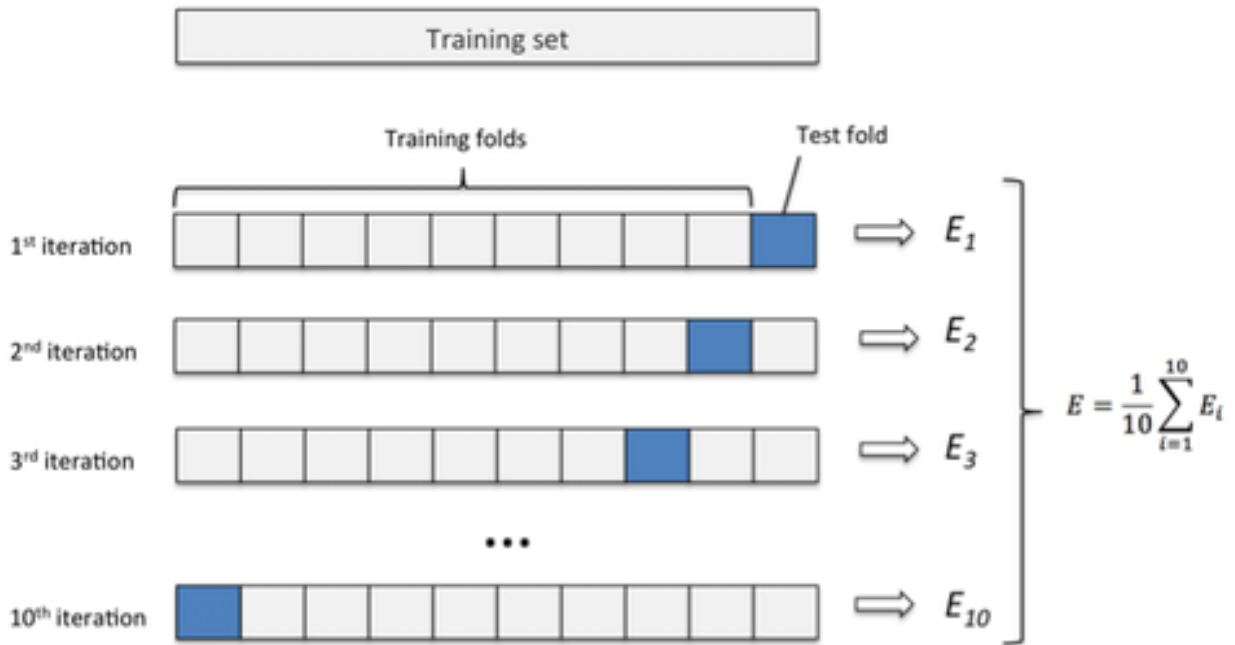 Training set
Training folds
Test fold
1st iteration
E1
2nd iteration
E2
3rd iteration
E3
E = 1/10 ∑_{i=1}^{10} Ei
...
10th iteration
E10